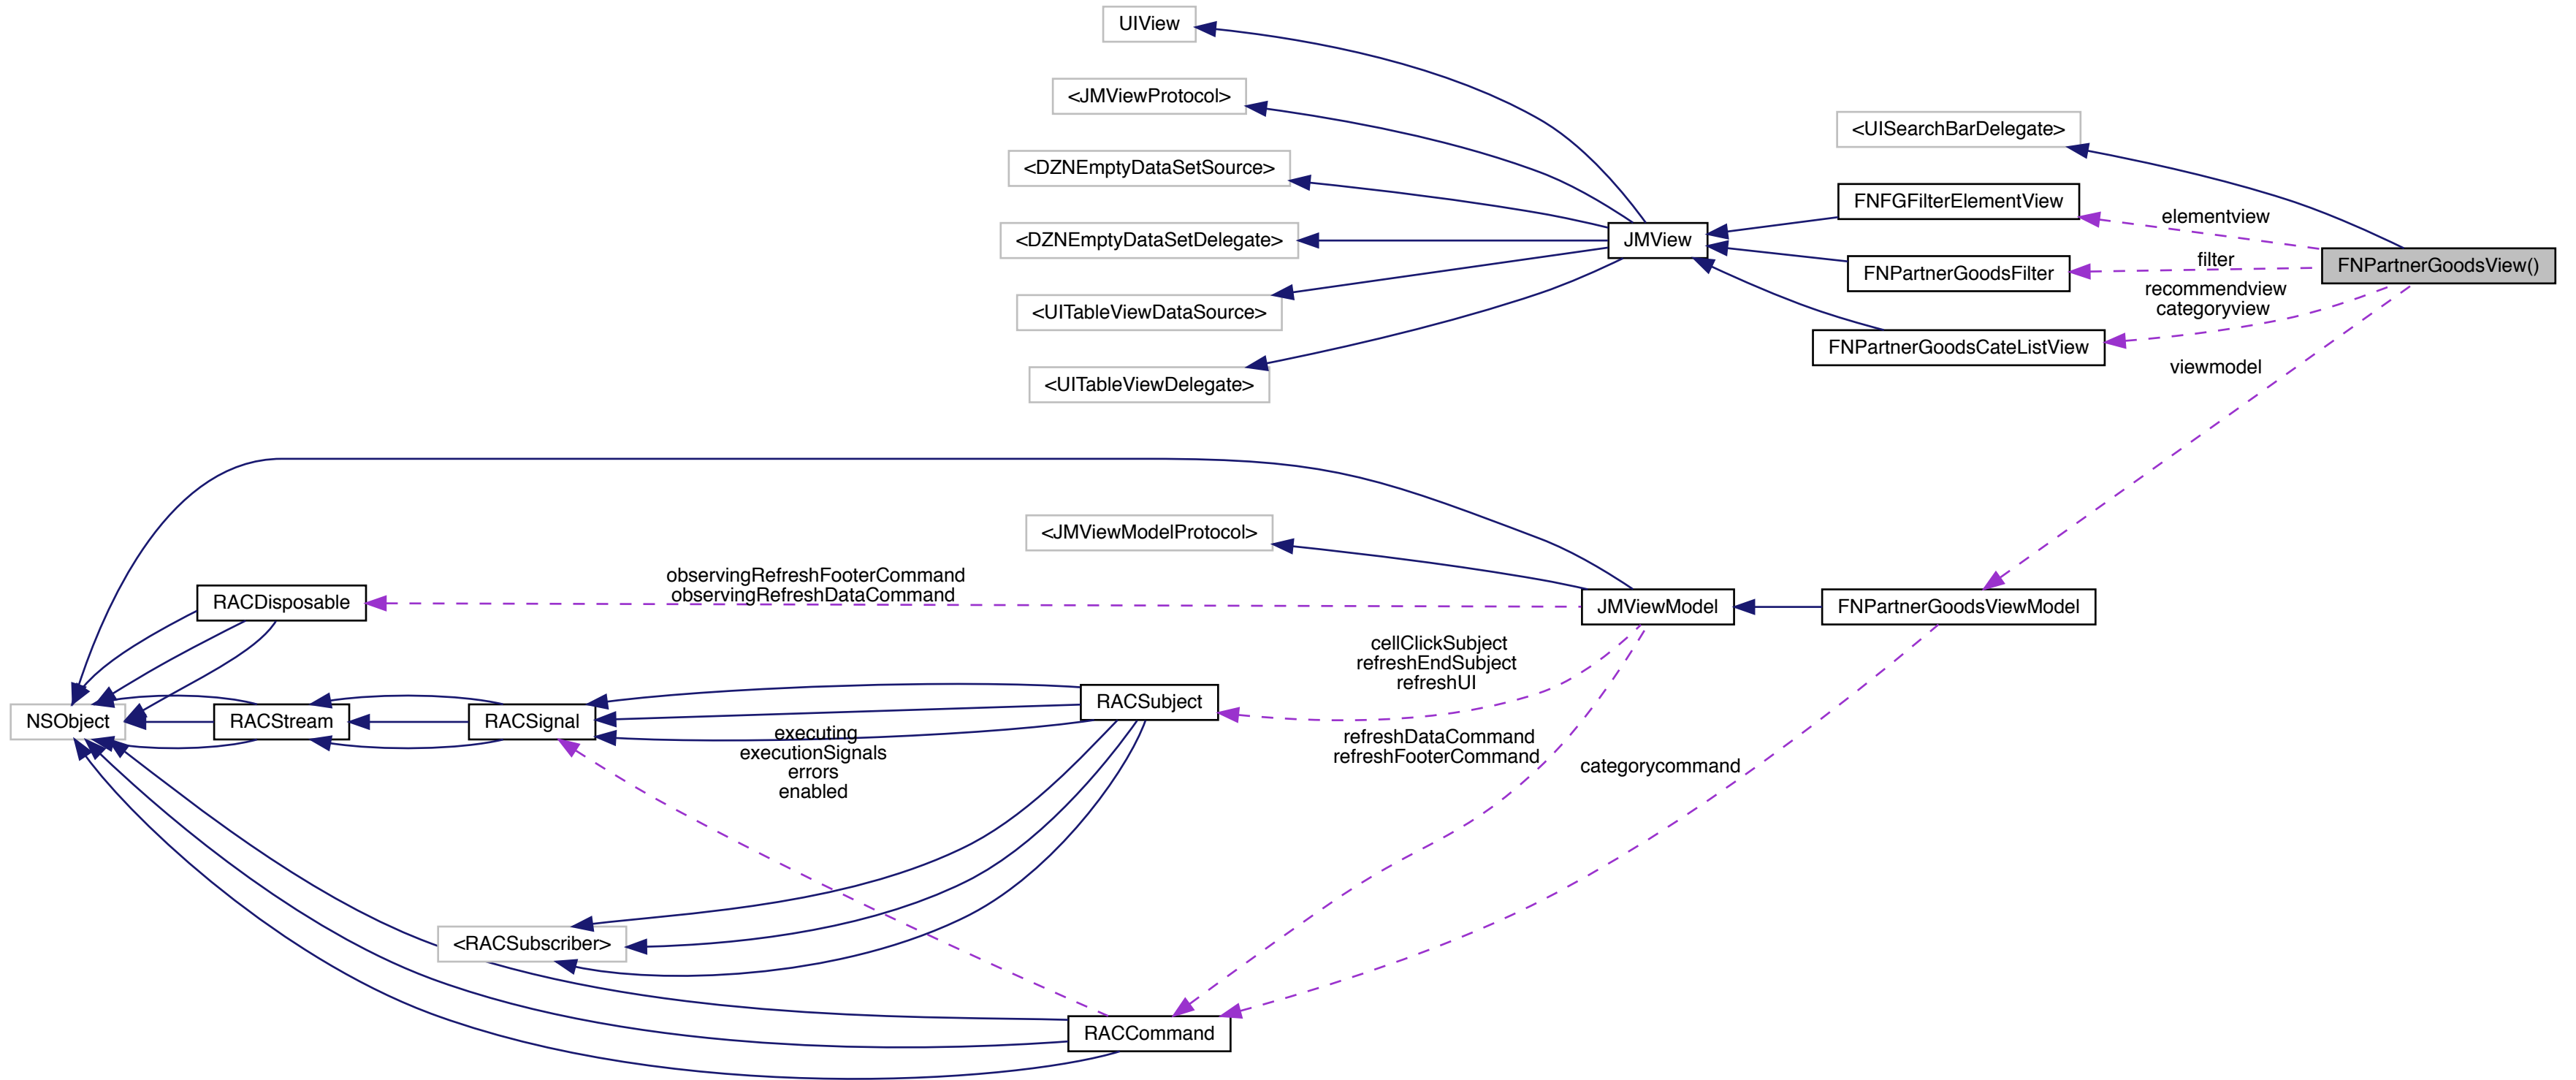 UIView
<JMViewProtocol>
<UISearchBarDelegate>
<DZNEmptyDataSetSource>
FNFGFilterElementView
elementview
<DZNEmptyDataSetDelegate>
JMView
filter
FNPartnerGoodsView()
FNPartnerGoodsFilter
recommendview
categoryview
<UITableViewDataSource>
FNPartnerGoodsCateListView
viewmodel
<UITableViewDelegate>
<JMViewModelProtocol>
observingRefreshFooterCommand
observingRefreshDataCommand
RACDisposable
JMViewModel
FNPartnerGoodsViewModel
cellClickSubject
refreshEndSubject
refreshUI
RACSubject
NSObject
RACStream
RACSignal
executing
executionSignals
errors
enabled
refreshDataCommand
refreshFooterCommand
categorycommand
<RACSubscriber>
RACCommand